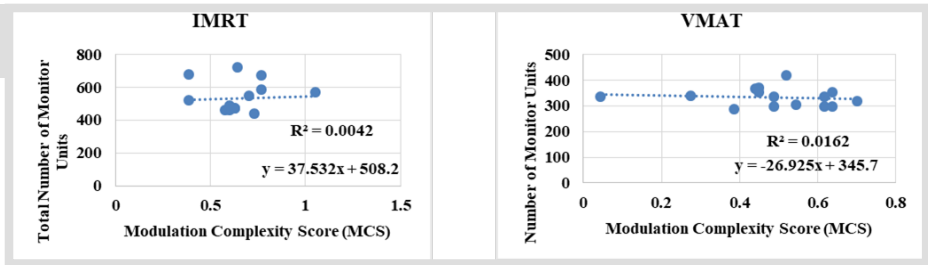 IMRT
Total Number of Monitor
Units
800
600
400
200
0
R² = 0.0042
y = 37.532x + 508.2
0 0.5 1 1.5
Modulation Complexity Score (MCS)
VMAT
Number of Monitor Units
500
400
300
200
100
0
R² = 0.0162
y = -26.925x + 345.7
0 0.2 0.4 0.6 0.8
Modulation Complexity Score (MCS)